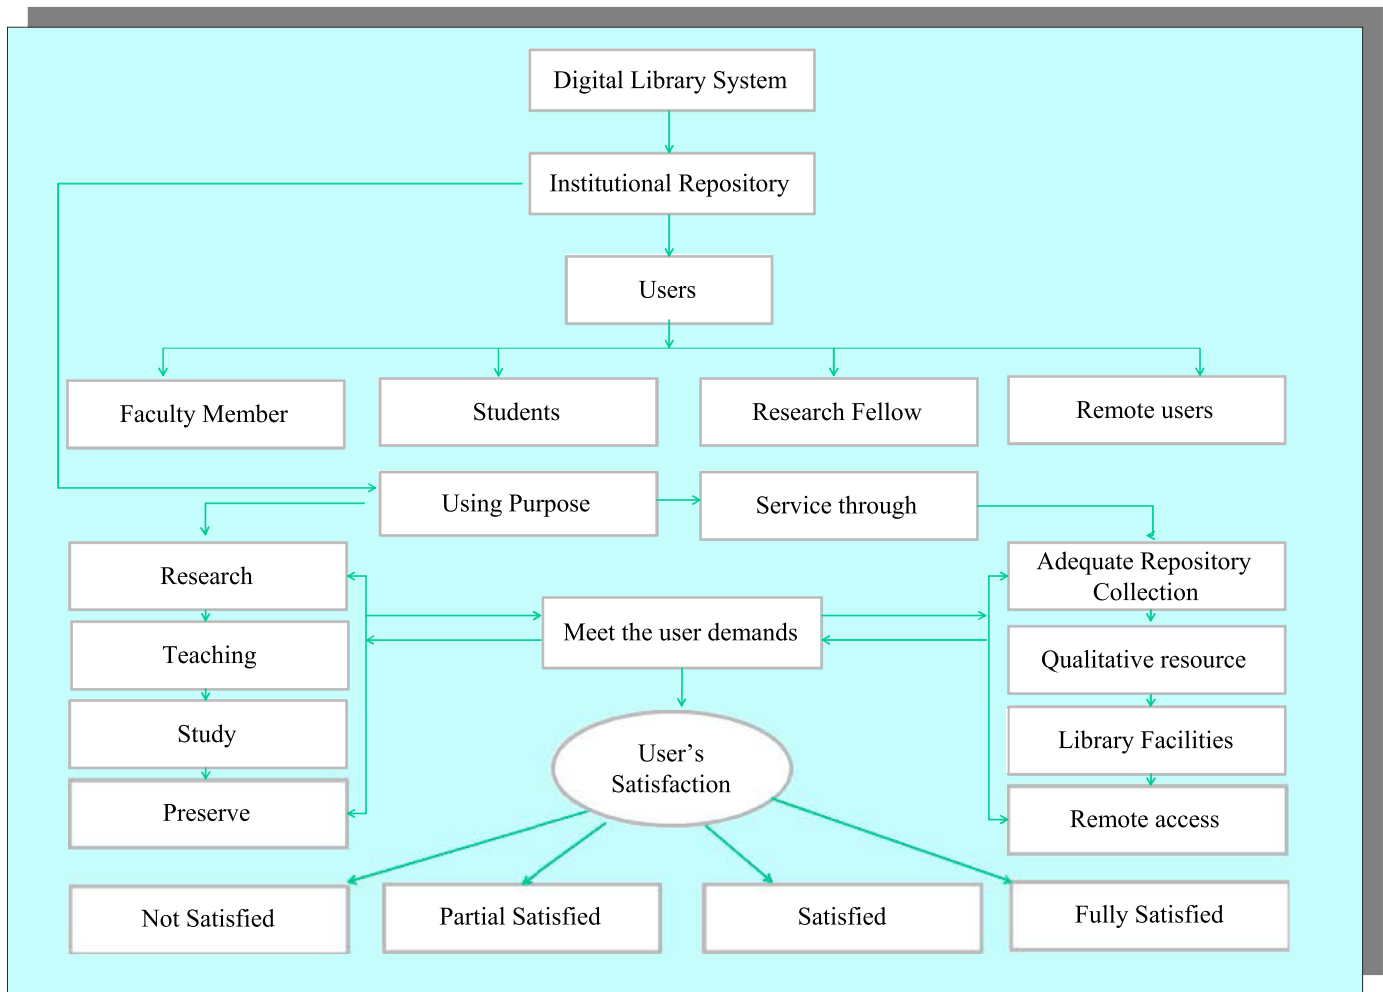 Digital Library System
Institutional Repository
Users
Faculty Member
Students
Research Fellow
Remote users
Using Purpose
Service through
Research
Teaching
Study
Preserve
Meet the user demands
Adequate Repository
Collection
Qualitative resource
Library Facilities
Remote access
User’s
Satisfaction
Not Satisfied
Partial Satisfied
Satisfied
Fully Satisfied